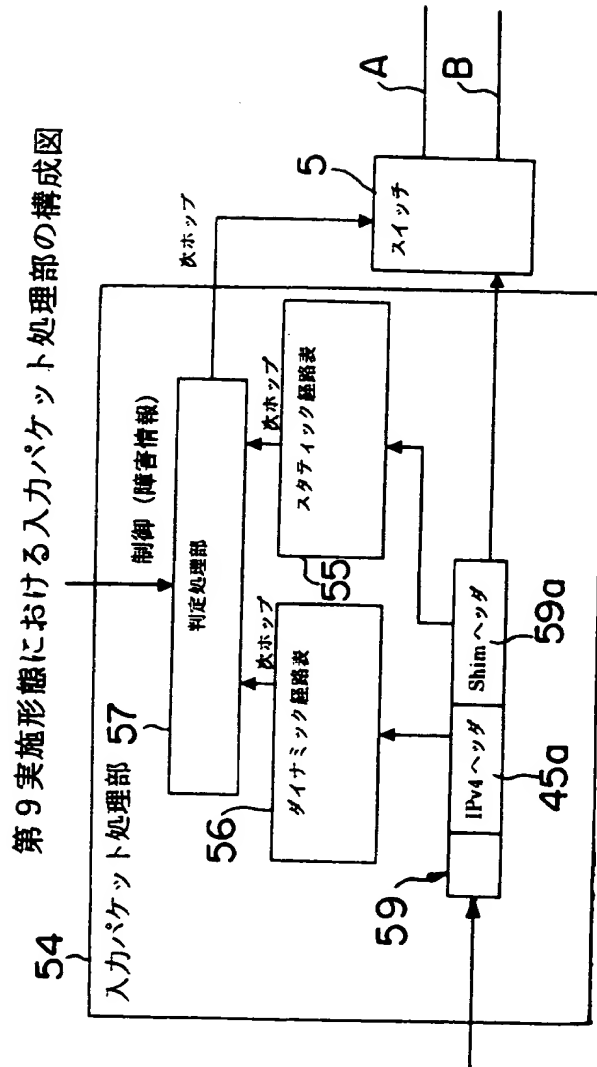 第9実施形態における入力パケット処理部の構成図
54
入力パケット処理部
57
制御（障害情報）
判定処理部
次ホップ
次ホップ
次ホップ
56
ダイナミック経路表
55
スタティック経路表
5
スイッチ
A
B
59
IPv4ヘッダ
Shimヘッダ
45a
59a